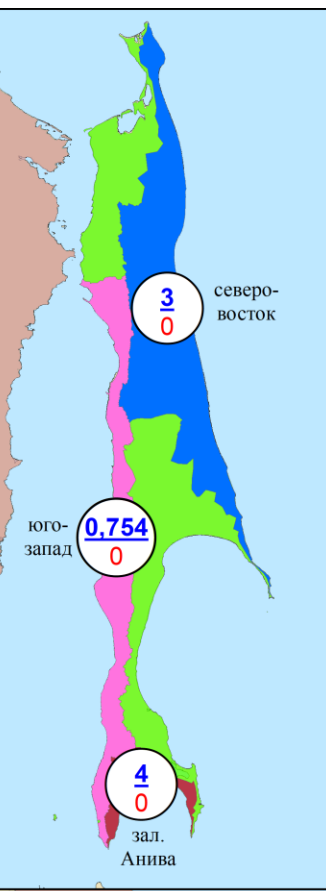 3
0
северо-
восток
юго-
запад
0,754
0
4
0
зал.
Анива